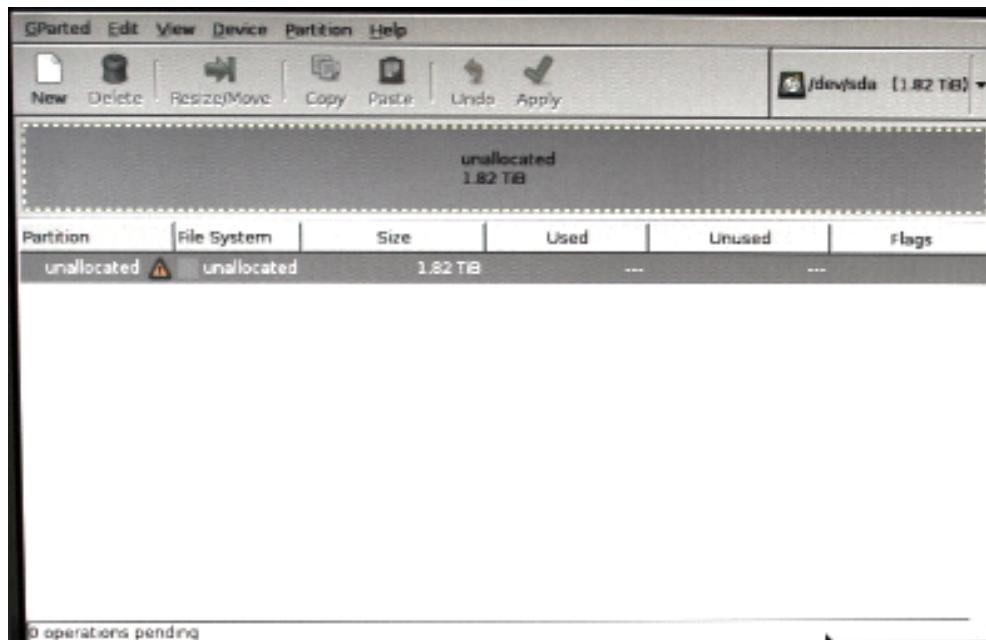 GParted Edit View Device Partition Help
New Delete Resize/Move Copy Paste Undo Apply /dev/sda (1.82 TiB)
unallocated
1.82 TiB
Partition File System Size Used Unused Flags
unallocated unallocated 1.82 TiB --- ---
0 operations pending